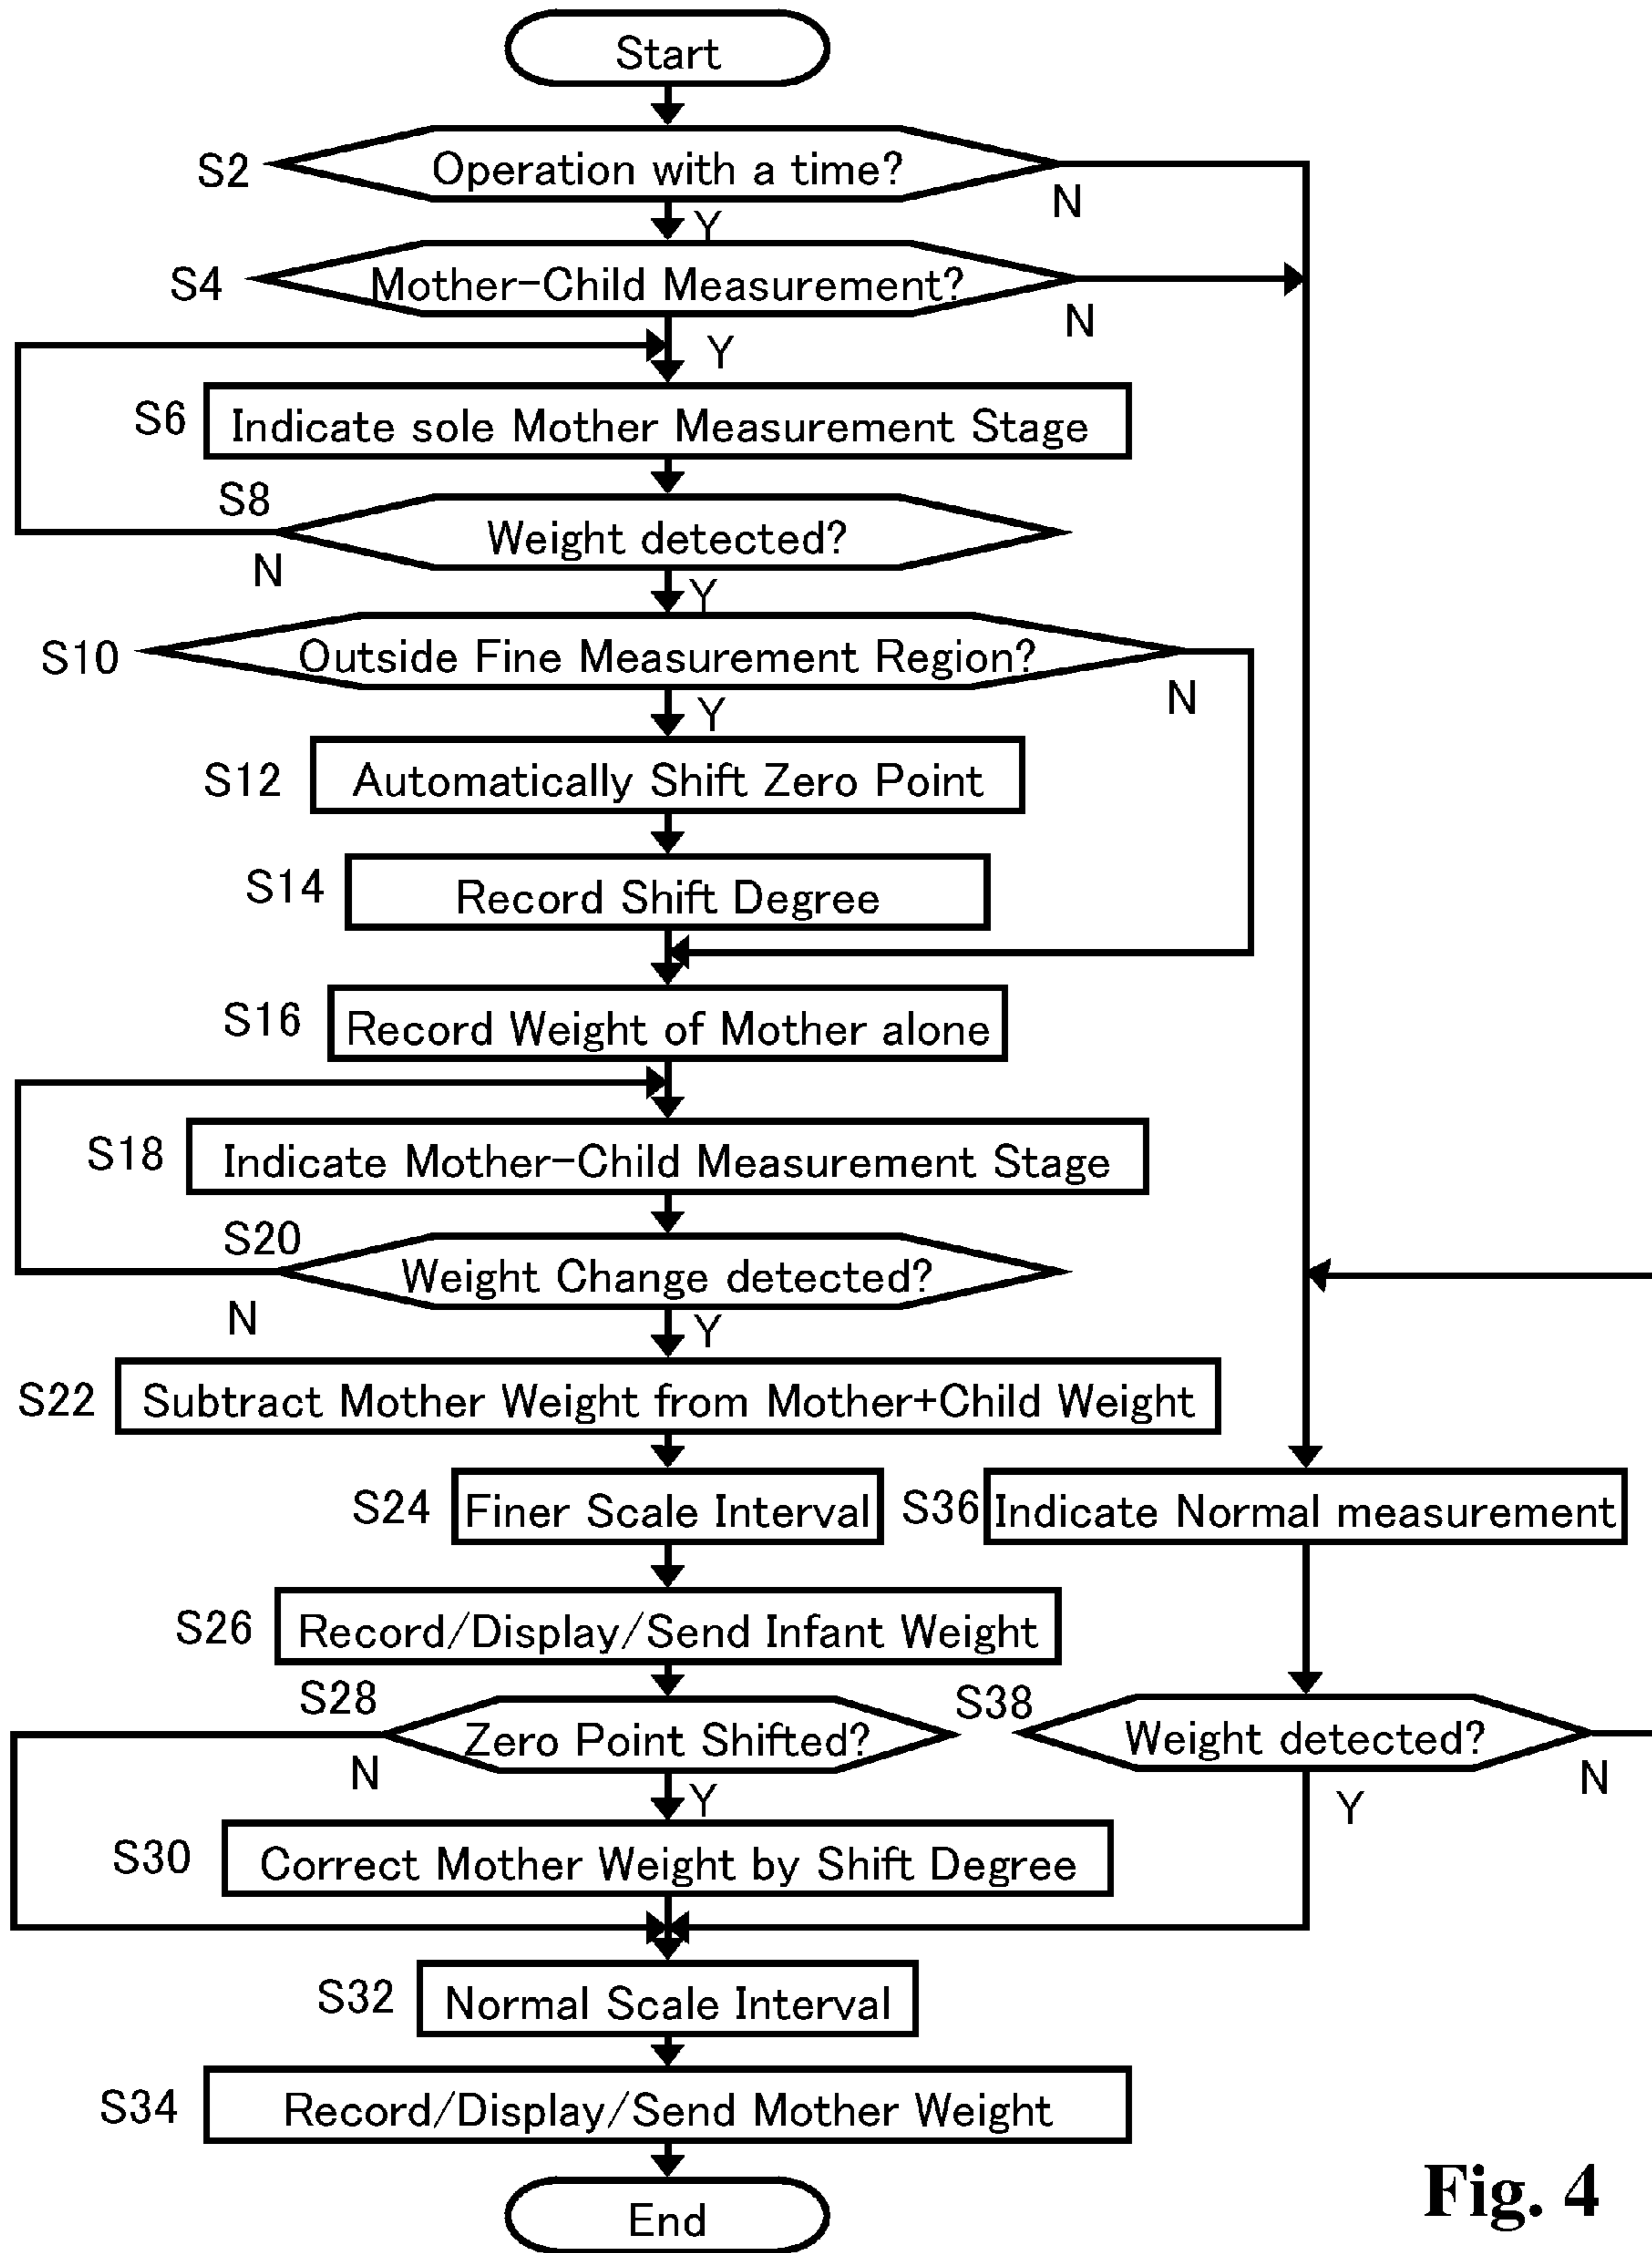 Start
S2
Operation with a time?
N
Y
S4
Mother-Child Measurement?
N
Y
S6
Indicate sole Mother Measurement Stage
S8
Weight detected?
N
Y
S10
Outside Fine Measurement Region?
N
Y
S12
Automatically Shift Zero Point
S14
Record Shift Degree
S16
Record Weight of Mother alone
S18
Indicate Mother-Child Measurement Stage
S20
Weight Change detected?
N
Y
S22
Subtract Mother Weight from Mother+Child Weight
S24
Finer Scale Interval
S36
Indicate Normal measurement
S26
Record/Display/Send Infant Weight
S28
Zero Point Shifted?
N
Y
S38
Weight detected?
N
Y
S30
Correct Mother Weight by Shift Degree
S32
Normal Scale Interval
S34
Record/Display/Send Mother Weight
End
Fig. 4